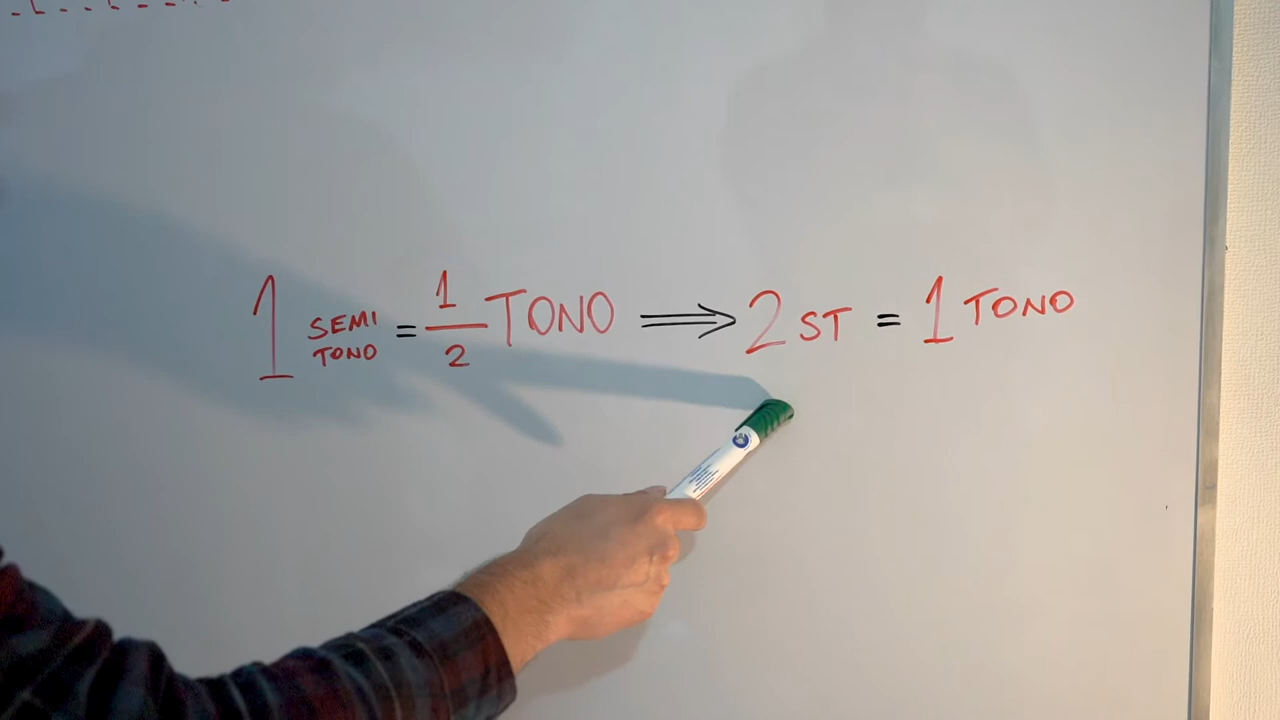 1 SEMI TONO = 1/2 TONO ⟹ 2 ST = 1 TONO